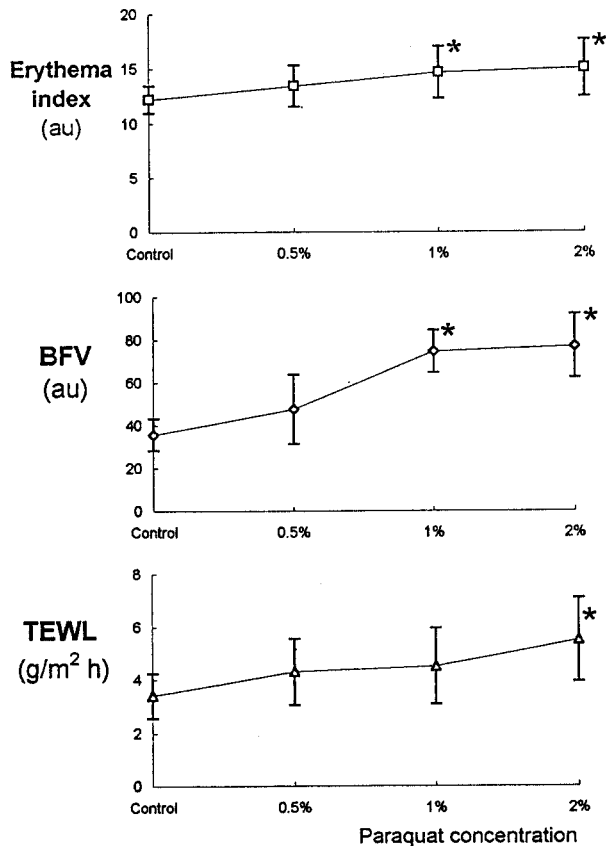 20
Erythema
index
(au)
15
10
5
0
*
*
Control 0.5% 1% 2%
BFV
(au)
100
80
60
40
20
0
*
*
Control 0.5% 1% 2%
TEWL
(g/m² h)
8
6
4
2
0
*
Control 0.5% 1% 2%
Paraquat concentration